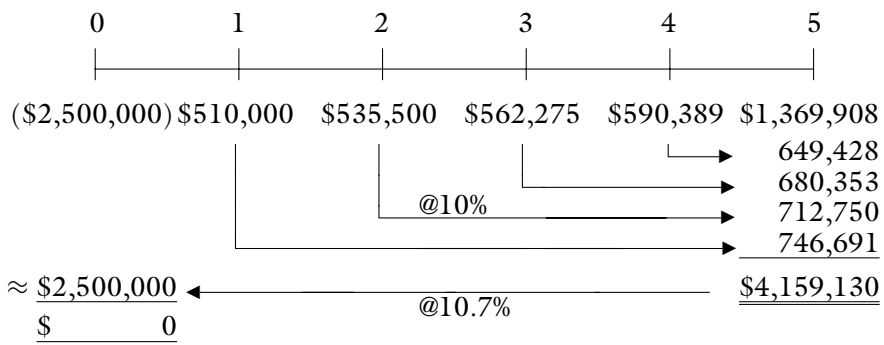 0 1 2 3 4 5
($2,500,000) $510,000 $535,500 $562,275 $590,389 $1,369,908
649,428
680,353
@10% 712,750
746,691
≈ $2,500,000 @10.7% $4,159,130
$ 0